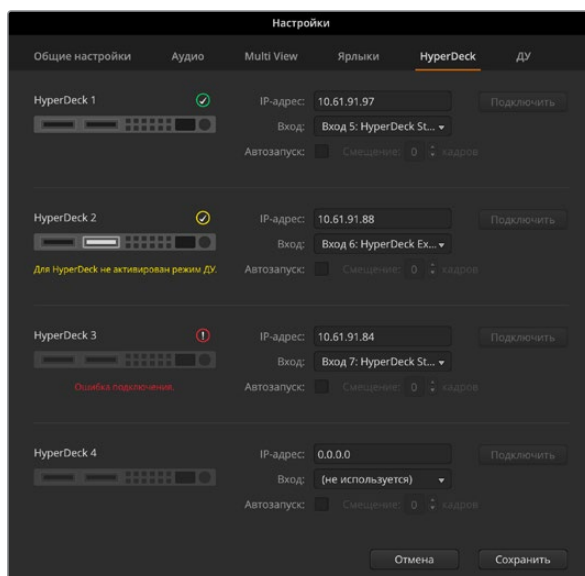 Настройки
Общие настройки Аудио Multi View Ярлыки HyperDeck ДУ
HyperDeck 1 IP-адрес: 10.61.91.97 Подключить
Вход: Вход 5: HyperDeck St...
Автозапуск: Смещение: 0 кадров
HyperDeck 2 IP-адрес: 10.61.91.88 Подключить
Вход: Вход 6: HyperDeck Ex...
Для HyperDeck не активирован режим ДУ. Автозапуск: Смещение: 0 кадров
HyperDeck 3 IP-адрес: 10.61.91.84 Подключить
Вход: Вход 7: HyperDeck St...
Ошибка подключения. Автозапуск: Смещение: 0 кадров
HyperDeck 4 IP-адрес: 0.0.0.0 Подключить
Вход: (не используется)
Автозапуск: Смещение: 0 кадров
Отмена Сохранить